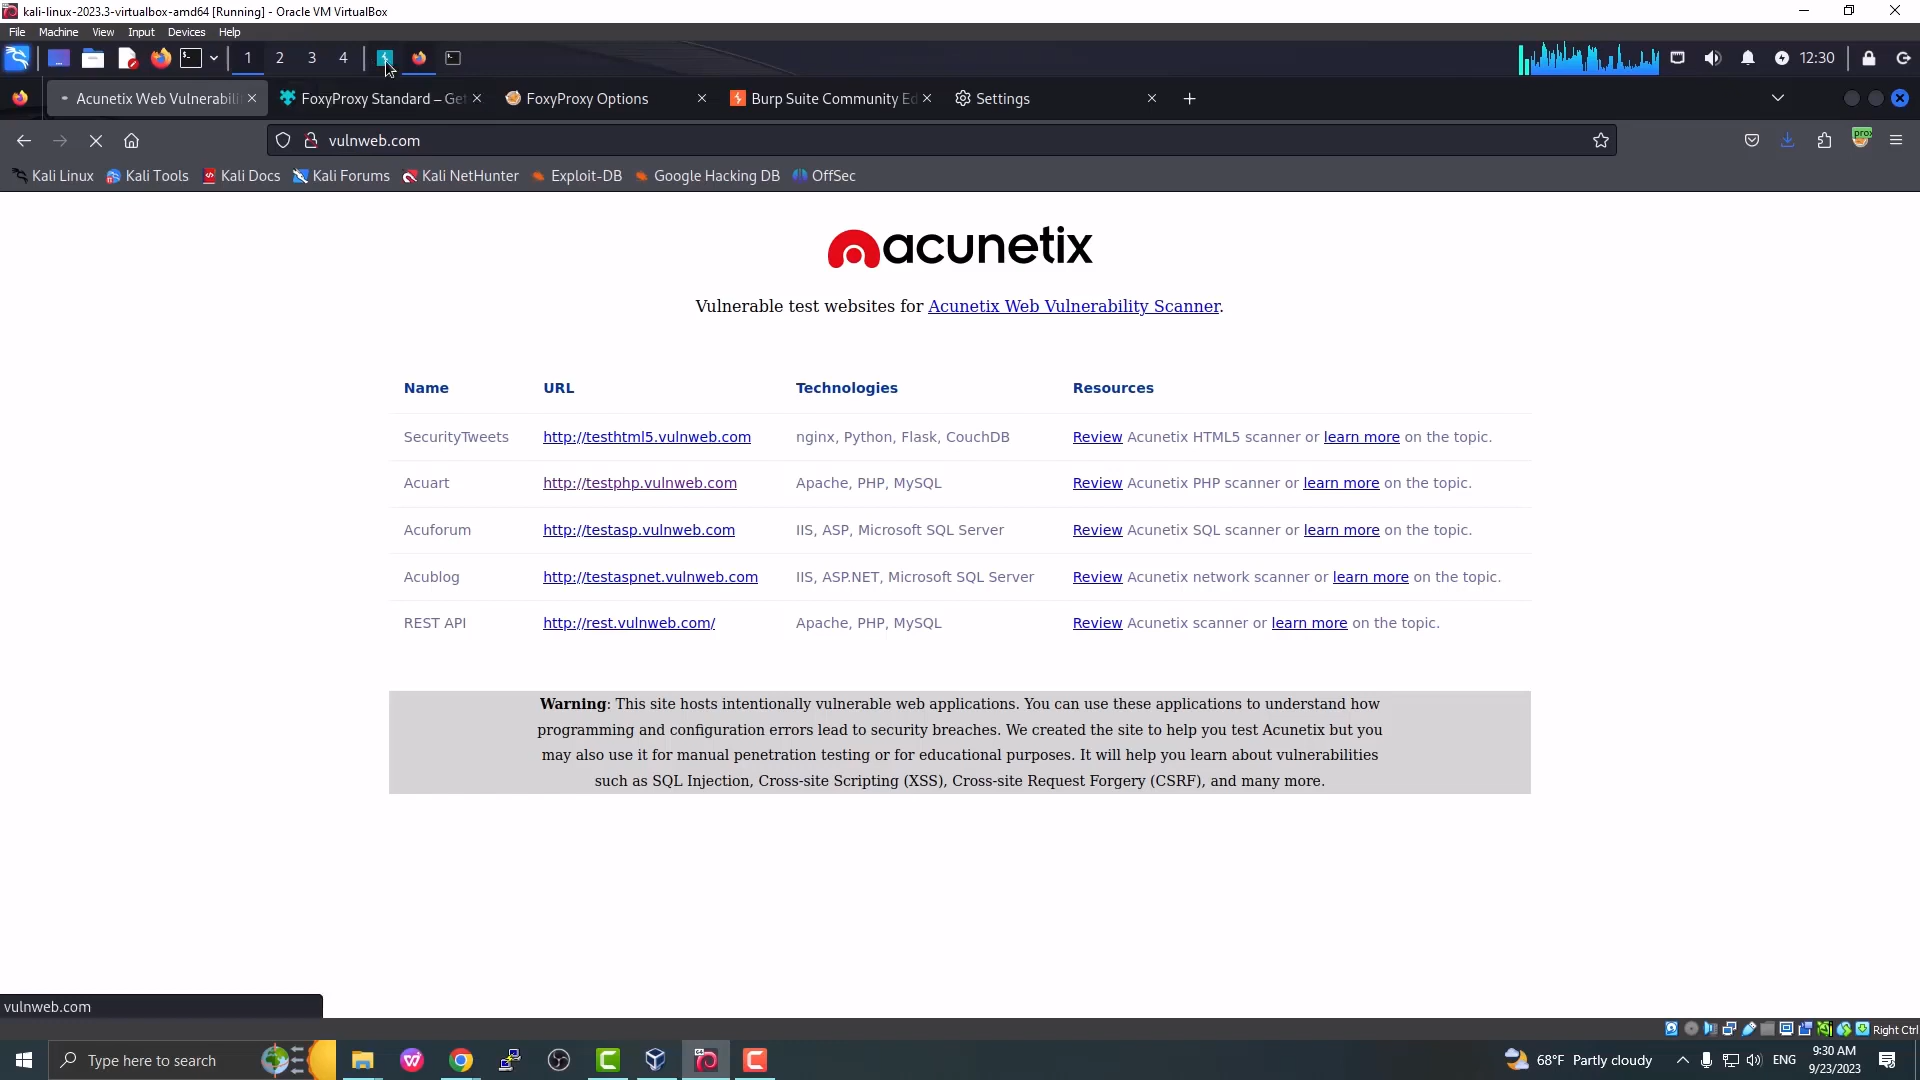 kali-linux-2023.3-virtualbox-amd64 [Running] - Oracle VM VirtualBox
File Machine View Input Devices Help
1 2 3 4 12:30
Acunetix Web Vulnerabili FoxyProxy Standard – Get FoxyProxy Options Burp Suite Community Ed Settings
vulnweb.com
Kali Linux Kali Tools Kali Docs Kali Forums Kali NetHunter Exploit-DB Google Hacking DB OffSec
acunetix
Vulnerable test websites for Acunetix Web Vulnerability Scanner.
Name URL Technologies Resources
SecurityTweets http://testhtml5.vulnweb.com nginx, Python, Flask, CouchDB Review Acunetix HTML5 scanner or learn more on the topic.
Acuart http://testphp.vulnweb.com Apache, PHP, MySQL Review Acunetix PHP scanner or learn more on the topic.
Acuforum http://testasp.vulnweb.com IIS, ASP, Microsoft SQL Server Review Acunetix SQL scanner or learn more on the topic.
Acublog http://testaspnet.vulnweb.com IIS, ASP.NET, Microsoft SQL Server Review Acunetix network scanner or learn more on the topic.
REST API http://rest.vulnweb.com/ Apache, PHP, MySQL Review Acunetix scanner or learn more on the topic.
Warning: This site hosts intentionally vulnerable web applications. You can use these applications to understand how
programming and configuration errors lead to security breaches. We created the site to help you test Acunetix but you
may also use it for manual penetration testing or for educational purposes. It will help you learn about vulnerabilities
such as SQL Injection, Cross-site Scripting (XSS), Cross-site Request Forgery (CSRF), and many more.
vulnweb.com
Right Ctrl
Type here to search 68°F Partly cloudy ENG 9:30 AM
9/23/2023